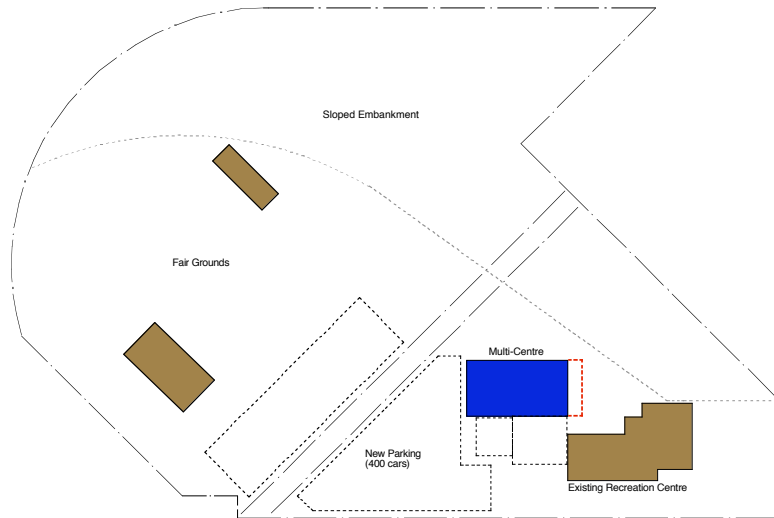 Sloped Embankment
Fair Grounds
Multi-Centre
New Parking
(400 cars)
Existing Recreation Centre